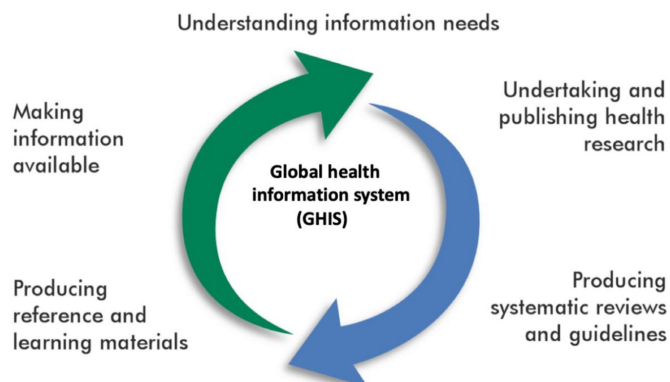 Understanding information needs
Undertaking and
publishing health
research
Producing
systematic reviews
and guidelines
Producing
reference and
learning materials
Making
information
available
Global health
information system
(GHIS)